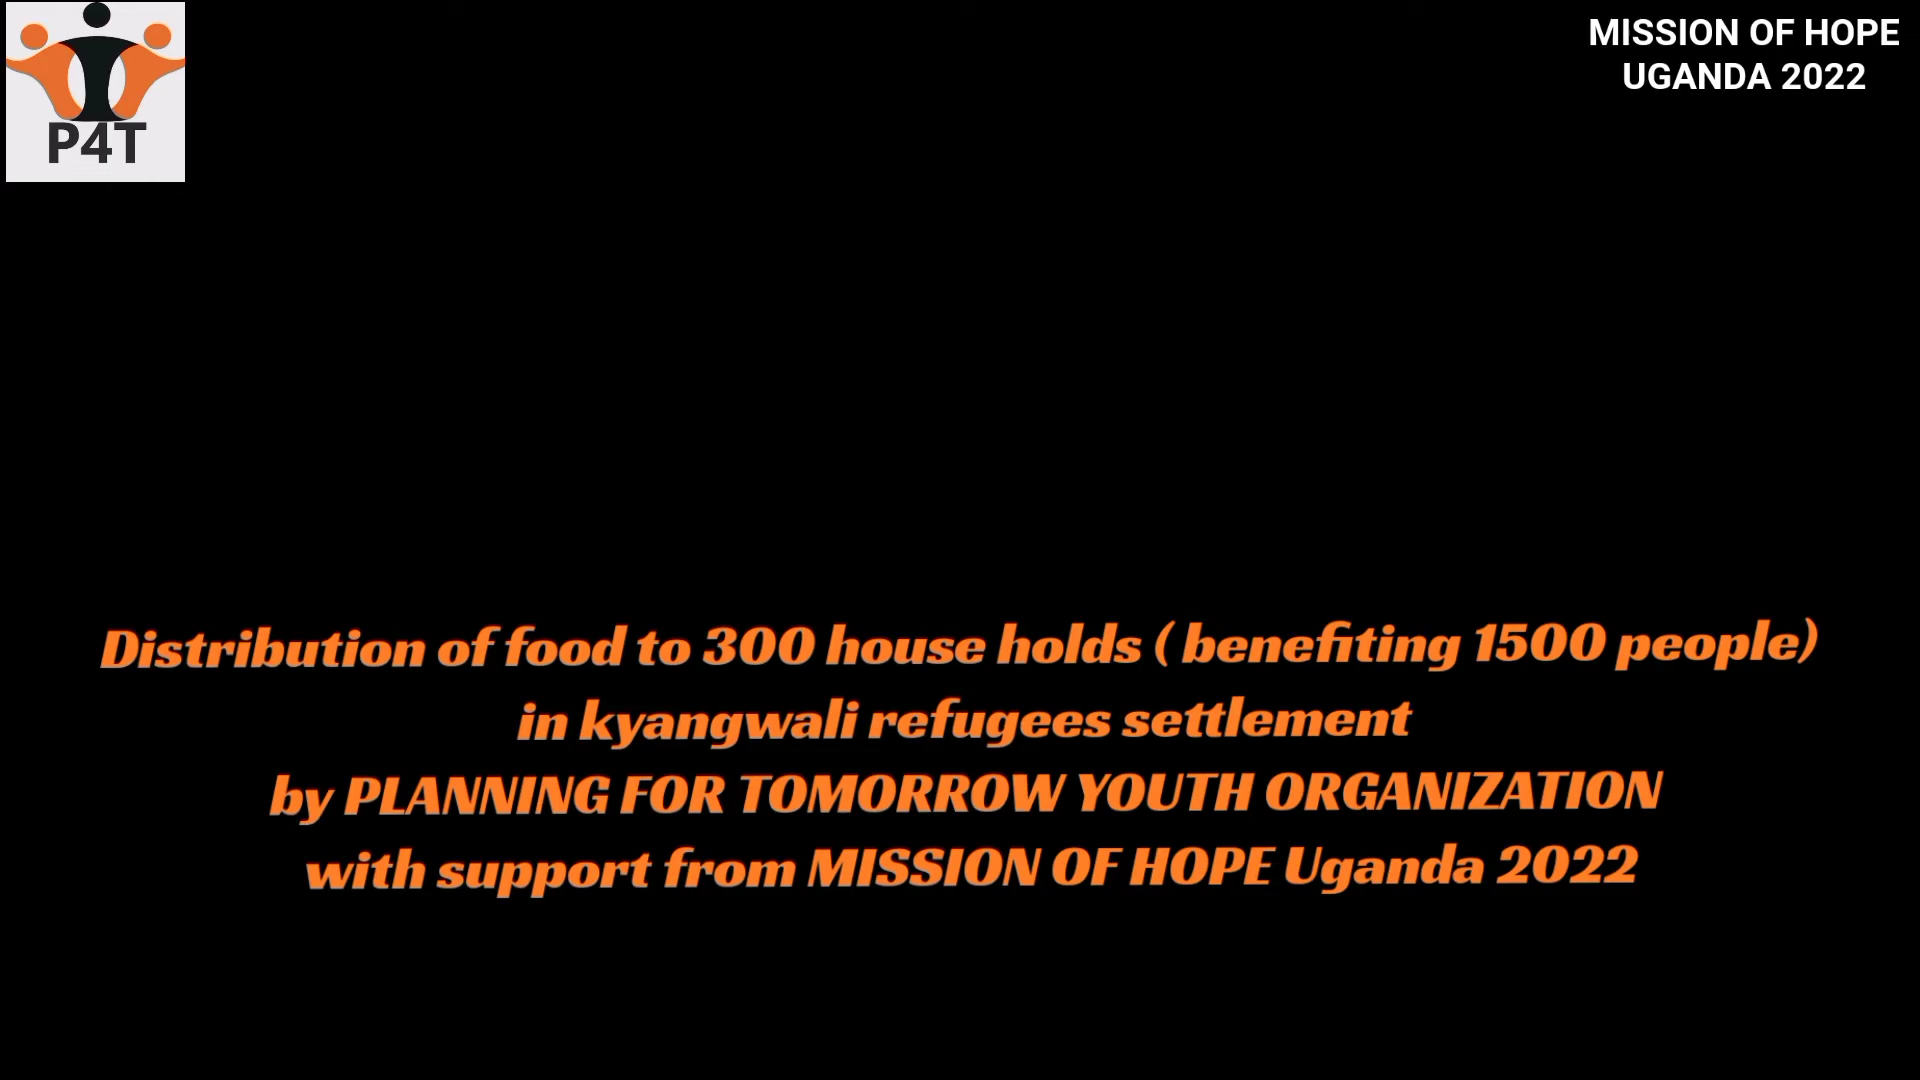 P4T
MISSION OF HOPE
UGANDA 2022
Distribution of food to 300 house holds ( benefiting 1500 people)
in kyangwali refugees settlement
by PLANNING FOR TOMORROW YOUTH ORGANIZATION
with support from MISSION OF HOPE Uganda 2022